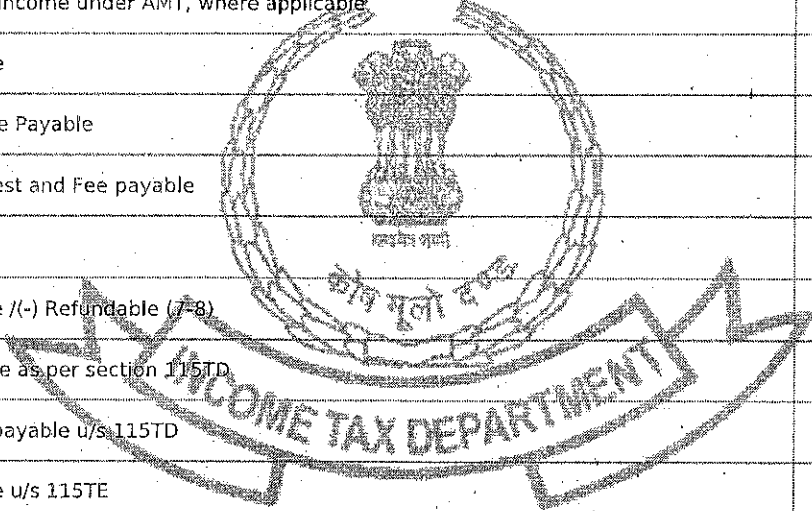 Income under AMT, where applicable
e
e Payable
est and Fee payable
सत्यमेव जयते
कोष मूलो दण्ड
e /(-) Refundable (7-8)
e as per section 115TD
INCOME TAX DEPARTMENT
payable u/s 115TD
e u/s 115TE